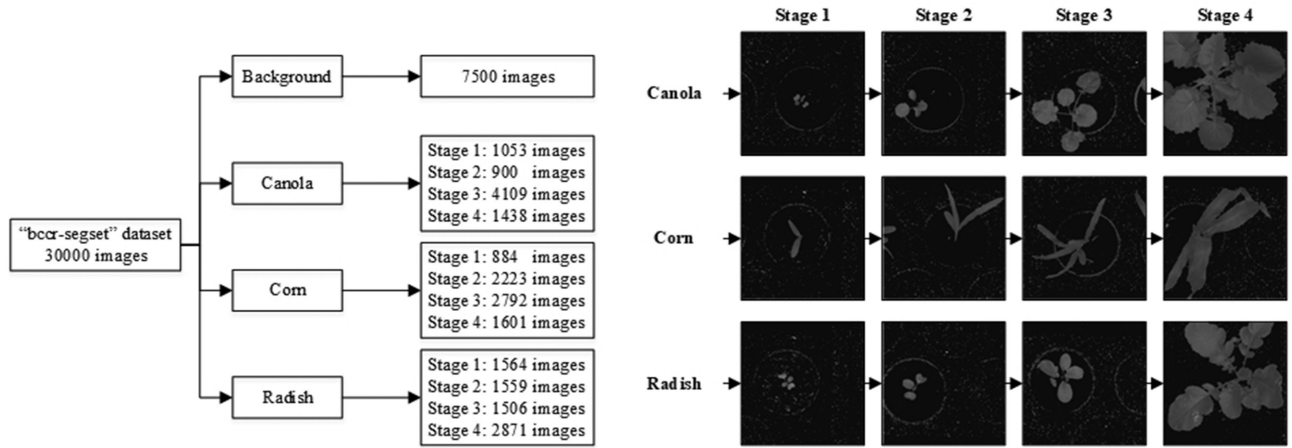 Background
7500 images
Canola
Stage 1: 1053 images
Stage 2: 900 images
Stage 3: 4109 images
Stage 4: 1438 images
"bccr-segset" dataset
30000 images
Corn
Stage 1: 884 images
Stage 2: 2223 images
Stage 3: 2792 images
Stage 4: 1601 images
Radish
Stage 1: 1564 images
Stage 2: 1559 images
Stage 3: 1506 images
Stage 4: 2871 images
Stage 1
Stage 2
Stage 3
Stage 4
Canola
Corn
Radish